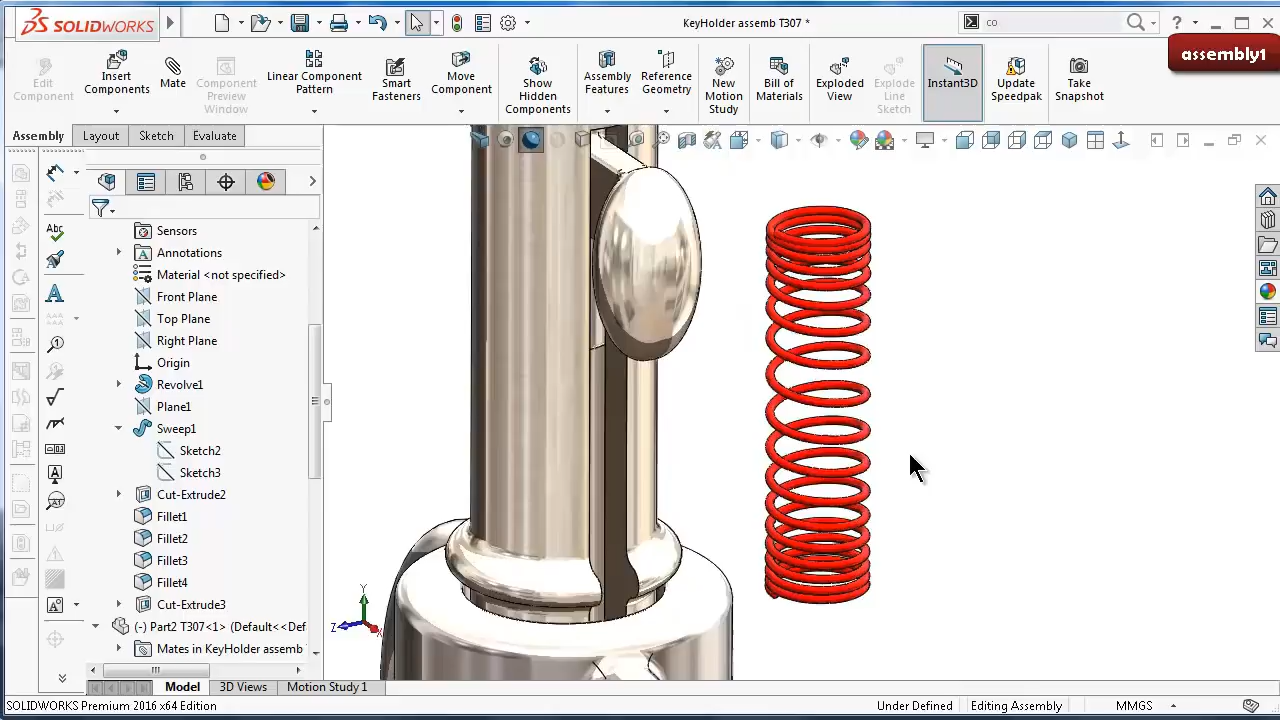 SOLIDWORKS
KeyHolder assemb T307 *
co
assembly1
Edit Component
Insert Components
Mate
Component Preview Window
Linear Component Pattern
Smart Fasteners
Move Component
Show Hidden Components
Assembly Features
Reference Geometry
New Motion Study
Bill of Materials
Exploded View
Explode Line Sketch
Instant3D
Update Speedpak
Take Snapshot
Assembly
Layout
Sketch
Evaluate
Sensors
Annotations
Material <not specified>
Front Plane
Top Plane
Right Plane
Origin
Revolve1
Plane1
Sweep1
Sketch2
Sketch3
Cut-Extrude2
Fillet1
Fillet2
Fillet3
Fillet4
Cut-Extrude3
(-) Part2 T307<1> (Default<<Def
Mates in KeyHolder assemb
Abc
A
Y
Z
X
Model
3D Views
Motion Study 1
SOLIDWORKS Premium 2016 x64 Edition
Under Defined
Editing Assembly
MMGS